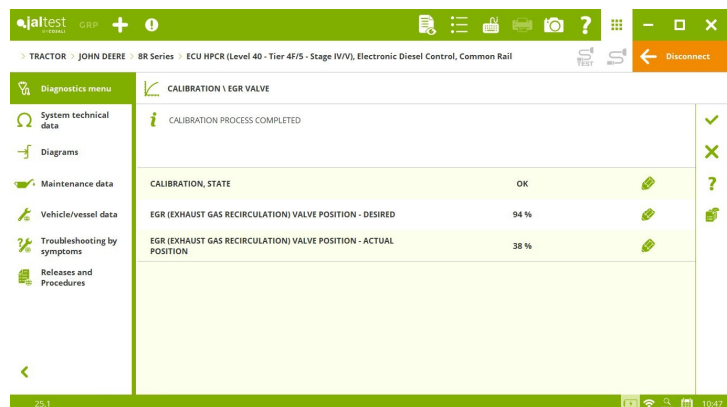 jaltest GRP
BY COJALI
TRACTOR > JOHN DEERE > 8R Series > ECU HPCR (Level 40 - Tier 4F/5 - Stage IV/V), Electronic Diesel Control, Common Rail
TEST
Disconnect
Diagnostics menu
System technical
data
Diagrams
Maintenance data
Vehicle/vessel data
Troubleshooting by
symptoms
Releases and
Procedures
CALIBRATION \ EGR VALVE
CALIBRATION PROCESS COMPLETED
CALIBRATION, STATE OK
EGR (EXHAUST GAS RECIRCULATION) VALVE POSITION - DESIRED 94 %
EGR (EXHAUST GAS RECIRCULATION) VALVE POSITION - ACTUAL
POSITION 38 %
25.1
10:47